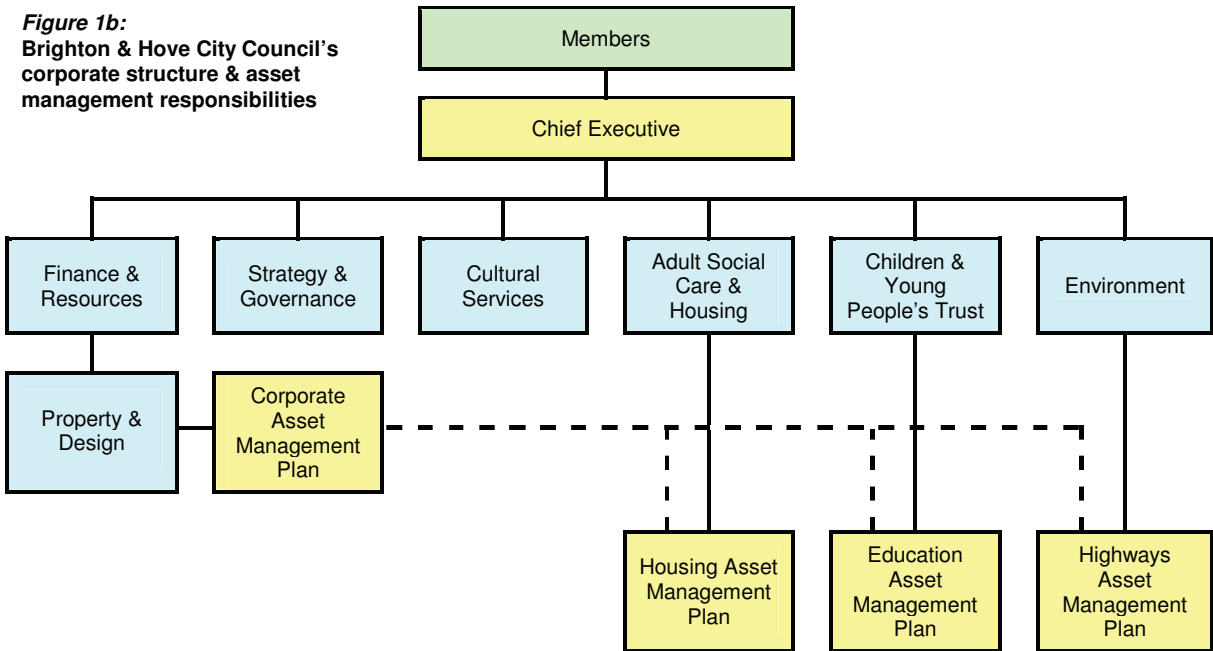 Figure 1b:
Brighton & Hove City Council's
corporate structure & asset
management responsibilities
Members
Chief Executive
Finance &
Resources
Strategy &
Governance
Cultural
Services
Adult Social
Care &
Housing
Children &
Young
People's Trust
Environment
Property &
Design
Corporate
Asset
Management
Plan
Housing Asset
Management
Plan
Education
Asset
Management
Plan
Highways
Asset
Management
Plan